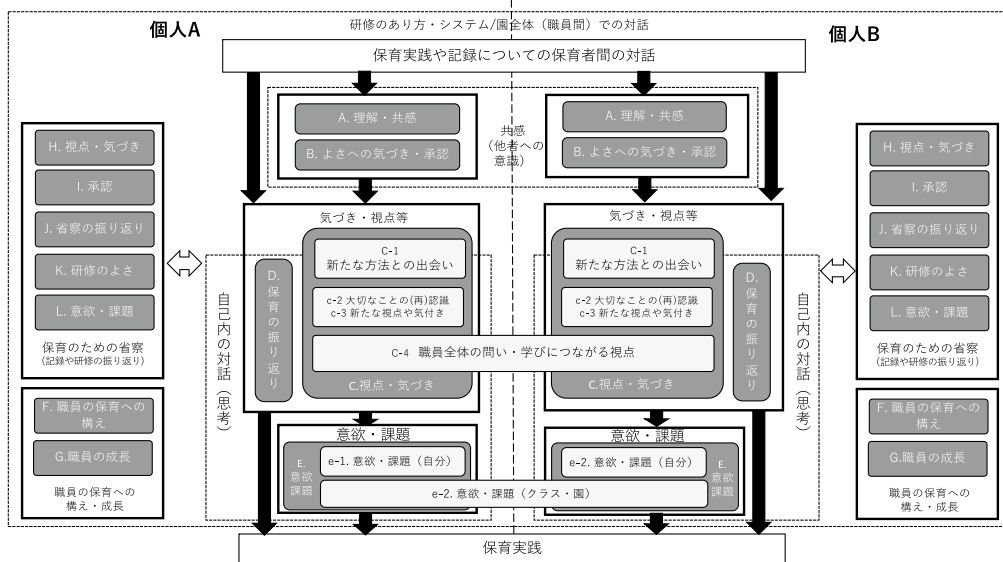 研修のあり方・システム/園全体（職員間）での対話
個人A
個人B
保育実践や記録についての保育者間の対話
A. 理解・共感
B. よさへの気づき・承認
共感
（他者への
意識）
A. 理解・共感
B. よさへの気づき・承認
H. 視点・気づき
I. 承認
J. 省察の振り返り
K. 研修のよさ
L. 意欲・課題
保育のための省察
（記録や研修の振り返り）
F. 職員の保育への
構え
G.職員の成長
職員の保育への
構え・成長
自己内の対話（思考）
気づき・視点等
D. 保育の振り返り
C-1
新たな方法との出会い
c-2 大切なことの(再)認識
c-3 新たな視点や気付き
C-4 職員全体の問い・学びにつながる視点
C.視点・気づき
気づき・視点等
C-1
新たな方法との出会い
c-2 大切なことの(再)認識
c-3 新たな視点や気付き
C.視点・気づき
D. 保育の振り返り
自己内の対話（思考）
意欲・課題
E. 意欲課題
e-1. 意欲・課題（自分）
e-2. 意欲・課題（クラス・園）
意欲・課題
e-2. 意欲・課題（自分）
E. 意欲課題
H. 視点・気づき
I. 承認
J. 省察の振り返り
K. 研修のよさ
L. 意欲・課題
保育のための省察
（記録や研修の振り返り）
F. 職員の保育への
構え
G.職員の成長
職員の保育への
構え・成長
保育実践